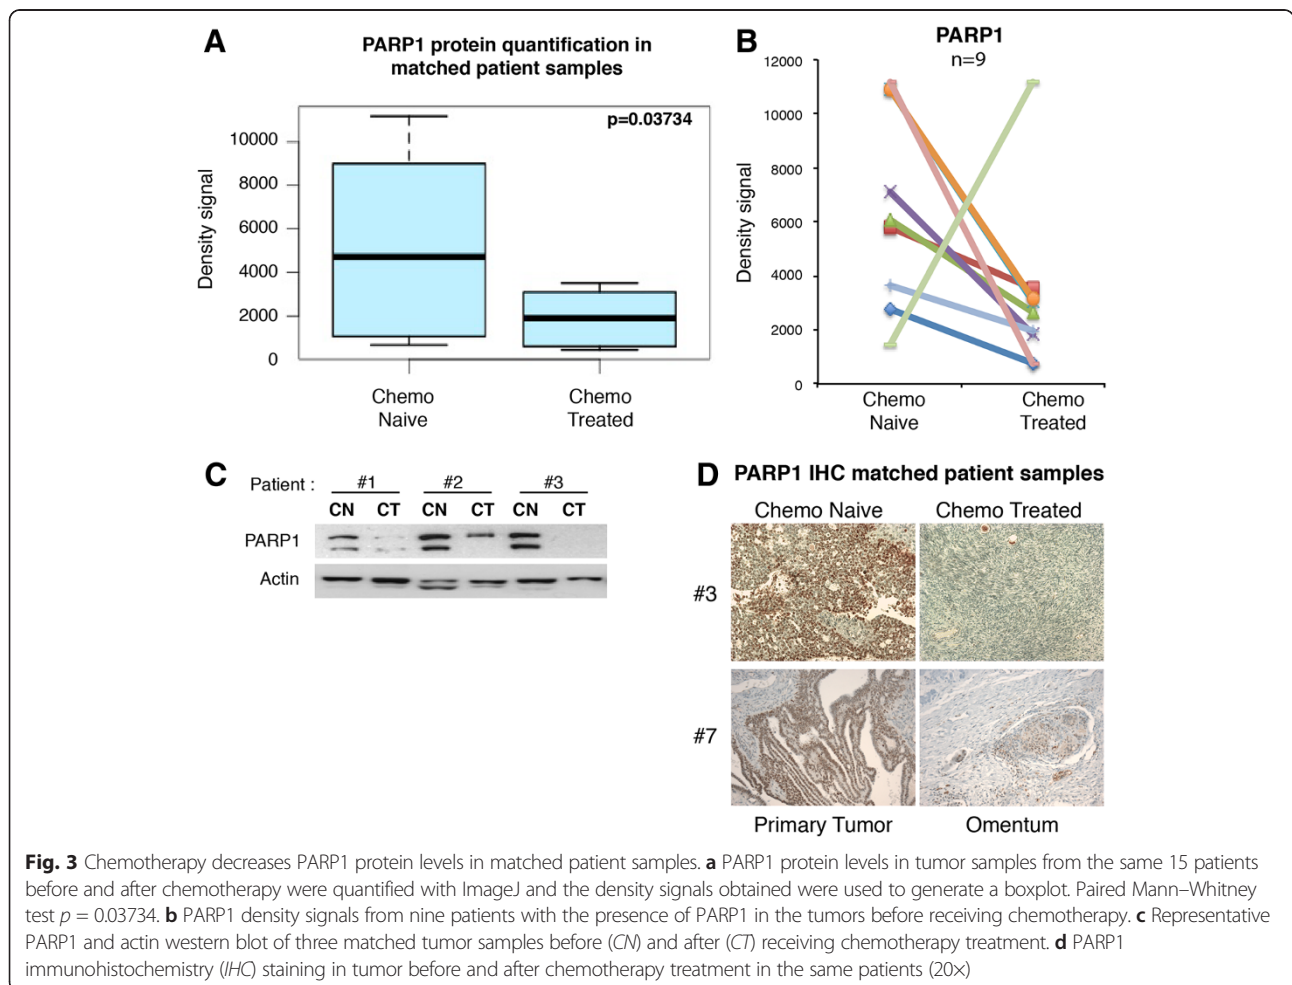 A
PARP1 protein quantification in
matched patient samples
p=0.03734
Density signal
10000
8000
6000
4000
2000
0
Chemo
Naive
Chemo
Treated
B
PARP1
n=9
Density signal
12000
10000
12000
8000
6000
4000
2000
0
Chemo
Naive
Chemo
Treated
C
Patient : #1 #2 #3
CN CT CN CT CN CT
PARP1
Actin
D PARP1 IHC matched patient samples
Chemo Naive Chemo Treated
#3
#7
Primary Tumor Omentum
Fig. 3 Chemotherapy decreases PARP1 protein levels in matched patient samples. a PARP1 protein levels in tumor samples from the same 15 patients
before and after chemotherapy were quantified with ImageJ and the density signals obtained were used to generate a boxplot. Paired Mann–Whitney
test p = 0.03734. b PARP1 density signals from nine patients with the presence of PARP1 in the tumors before receiving chemotherapy. c Representative
PARP1 and actin western blot of three matched tumor samples before (CN) and after (CT) receiving chemotherapy treatment. d PARP1
immunohistochemistry (IHC) staining in tumor before and after chemotherapy treatment in the same patients (20×)